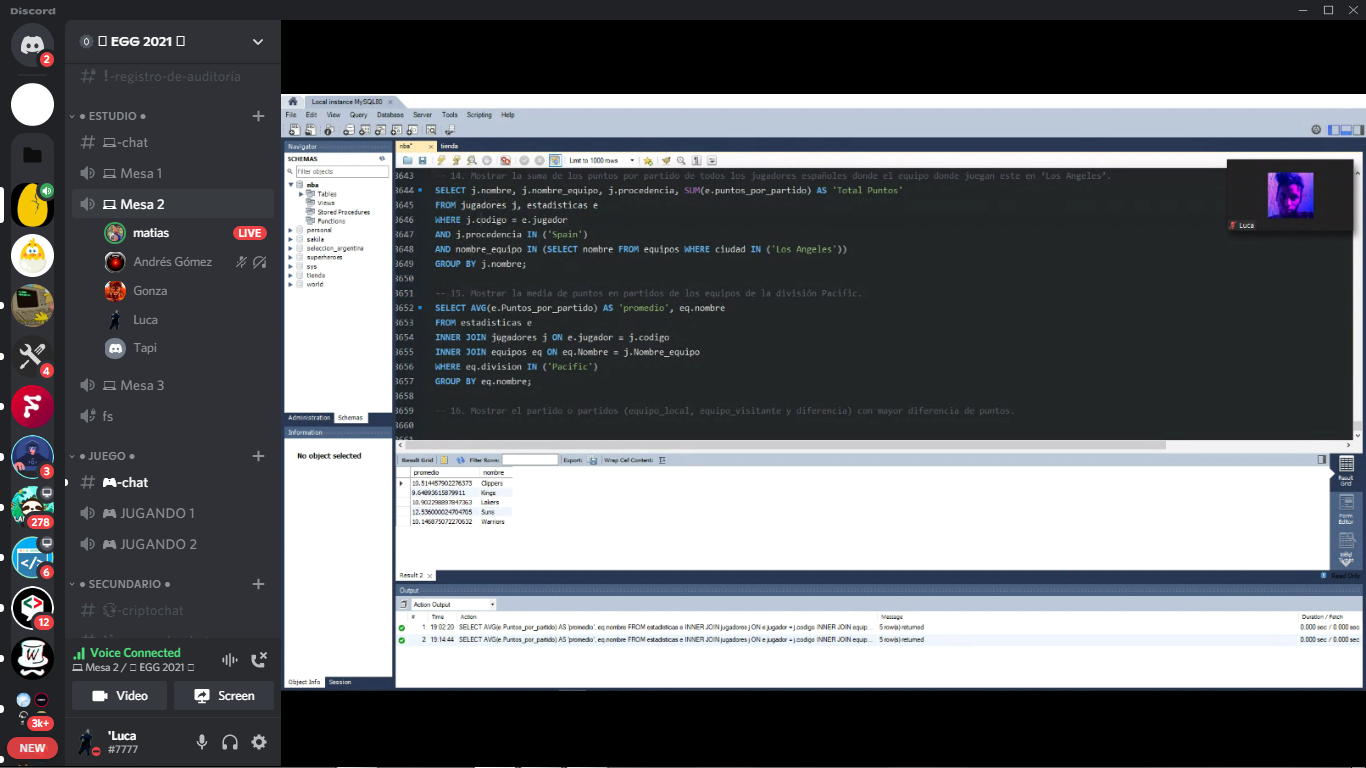 Discord
2
EGG 2021
!-registro-de-auditoría
● ESTUDIO ●
-chat
Mesa 1
Mesa 2
matias LIVE
Andrés Gómez
Gonza
Luca
Tapi
Mesa 3
fs
● JUEGO ●
-chat
JUGANDO 1
JUGANDO 2
● SECUNDARIO ●
-criptochat
4
3
278
6
12
3k+
NEW
Voice Connected
Mesa 2 / EGG 2021
Video Screen
'Luca
#7777
Local instance MySQL80
File Edit View Query Database Server Tools Scripting Help
Navigator
SCHEMAS
Filter objects
nba
Tables
Views
Stored Procedures
Functions
personal
sakila
seleccion_argentina
superheroes
sys
tienda
world
Administration Schemas
Information
No object selected
Object Info Session
nba* tienda
Limit to 1000 rows
3643 -- 14. Mostrar la suma de los puntos por partido de todos los jugadores españoles donde el equipo donde juegan este en 'Los Angeles'.
3644 SELECT j.nombre, j.nombre_equipo, j.procedencia, SUM(e.puntos_por_partido) AS 'Total Puntos'
3645 FROM jugadores j, estadisticas e
3646 WHERE j.codigo = e.jugador
3647 AND j.procedencia IN ('Spain')
3648 AND nombre_equipo IN (SELECT nombre FROM equipos WHERE ciudad IN ('Los Angeles'))
3649 GROUP BY j.nombre;
3650
3651 -- 15. Mostrar la media de puntos en partidos de los equipos de la división Pacific.
3652 SELECT AVG(e.Puntos_por_partido) AS 'promedio', eq.nombre
3653 FROM estadisticas e
3654 INNER JOIN jugadores j ON e.jugador = j.codigo
3655 INNER JOIN equipos eq ON eq.Nombre = j.Nombre_equipo
3656 WHERE eq.division IN ('Pacific')
3657 GROUP BY eq.nombre;
3658
3659 -- 16. Mostrar el partido o partidos (equipo_local, equipo_visitante y diferencia) con mayor diferencia de puntos.
3660
3661
Luca
Result Grid Filter Rows: Export: Wrap Cell Content:
promedio nombre
10.514457902276373 Clippers
9.64893615879911 Kings
10.902298897847363 Lakers
12.536000024704705 Suns
10.146875072270632 Warriors
Result Grid
Form Editor
Field Types
Result 2
Read Only
Output
Action Output
# Time Action Message Duration / Fetch
1 19:02:20 SELECT AVG(e.Puntos_por_partido) AS 'promedio', eq.nombre FROM estadisticas e INNER JOIN jugadores j ON e.jugador = j.codigo INNER JOIN equip... 5 row(s) returned 0.000 sec / 0.000 sec
2 19:14:44 SELECT AVG(e.Puntos_por_partido) AS 'promedio', eq.nombre FROM estadisticas e INNER JOIN jugadores j ON e.jugador = j.codigo INNER JOIN equip... 5 row(s) returned 0.000 sec / 0.000 sec